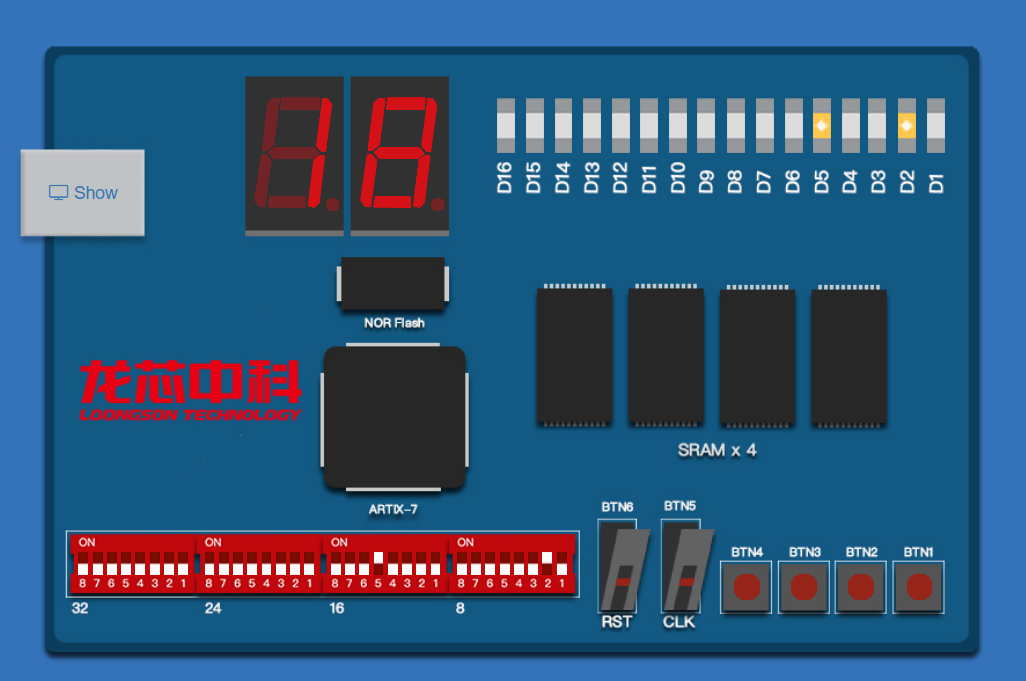 18
D16 D15 D14 D13 D12 D11 D10 D9 D8 D7 D6 D5 D4 D3 D2 D1
Show
NOR Flash
龙芯中科
LOONGSON TECHNOLOGY
SRAM x 4
ARTIX-7
BTN6 BTN5
ON ON ON ON
BTN4 BTN3 BTN2 BTN1
8 7 6 5 4 3 2 1 8 7 6 5 4 3 2 1 8 7 6 5 4 3 2 1 8 7 6 5 4 3 2 1
32 24 16 8
RST CLK